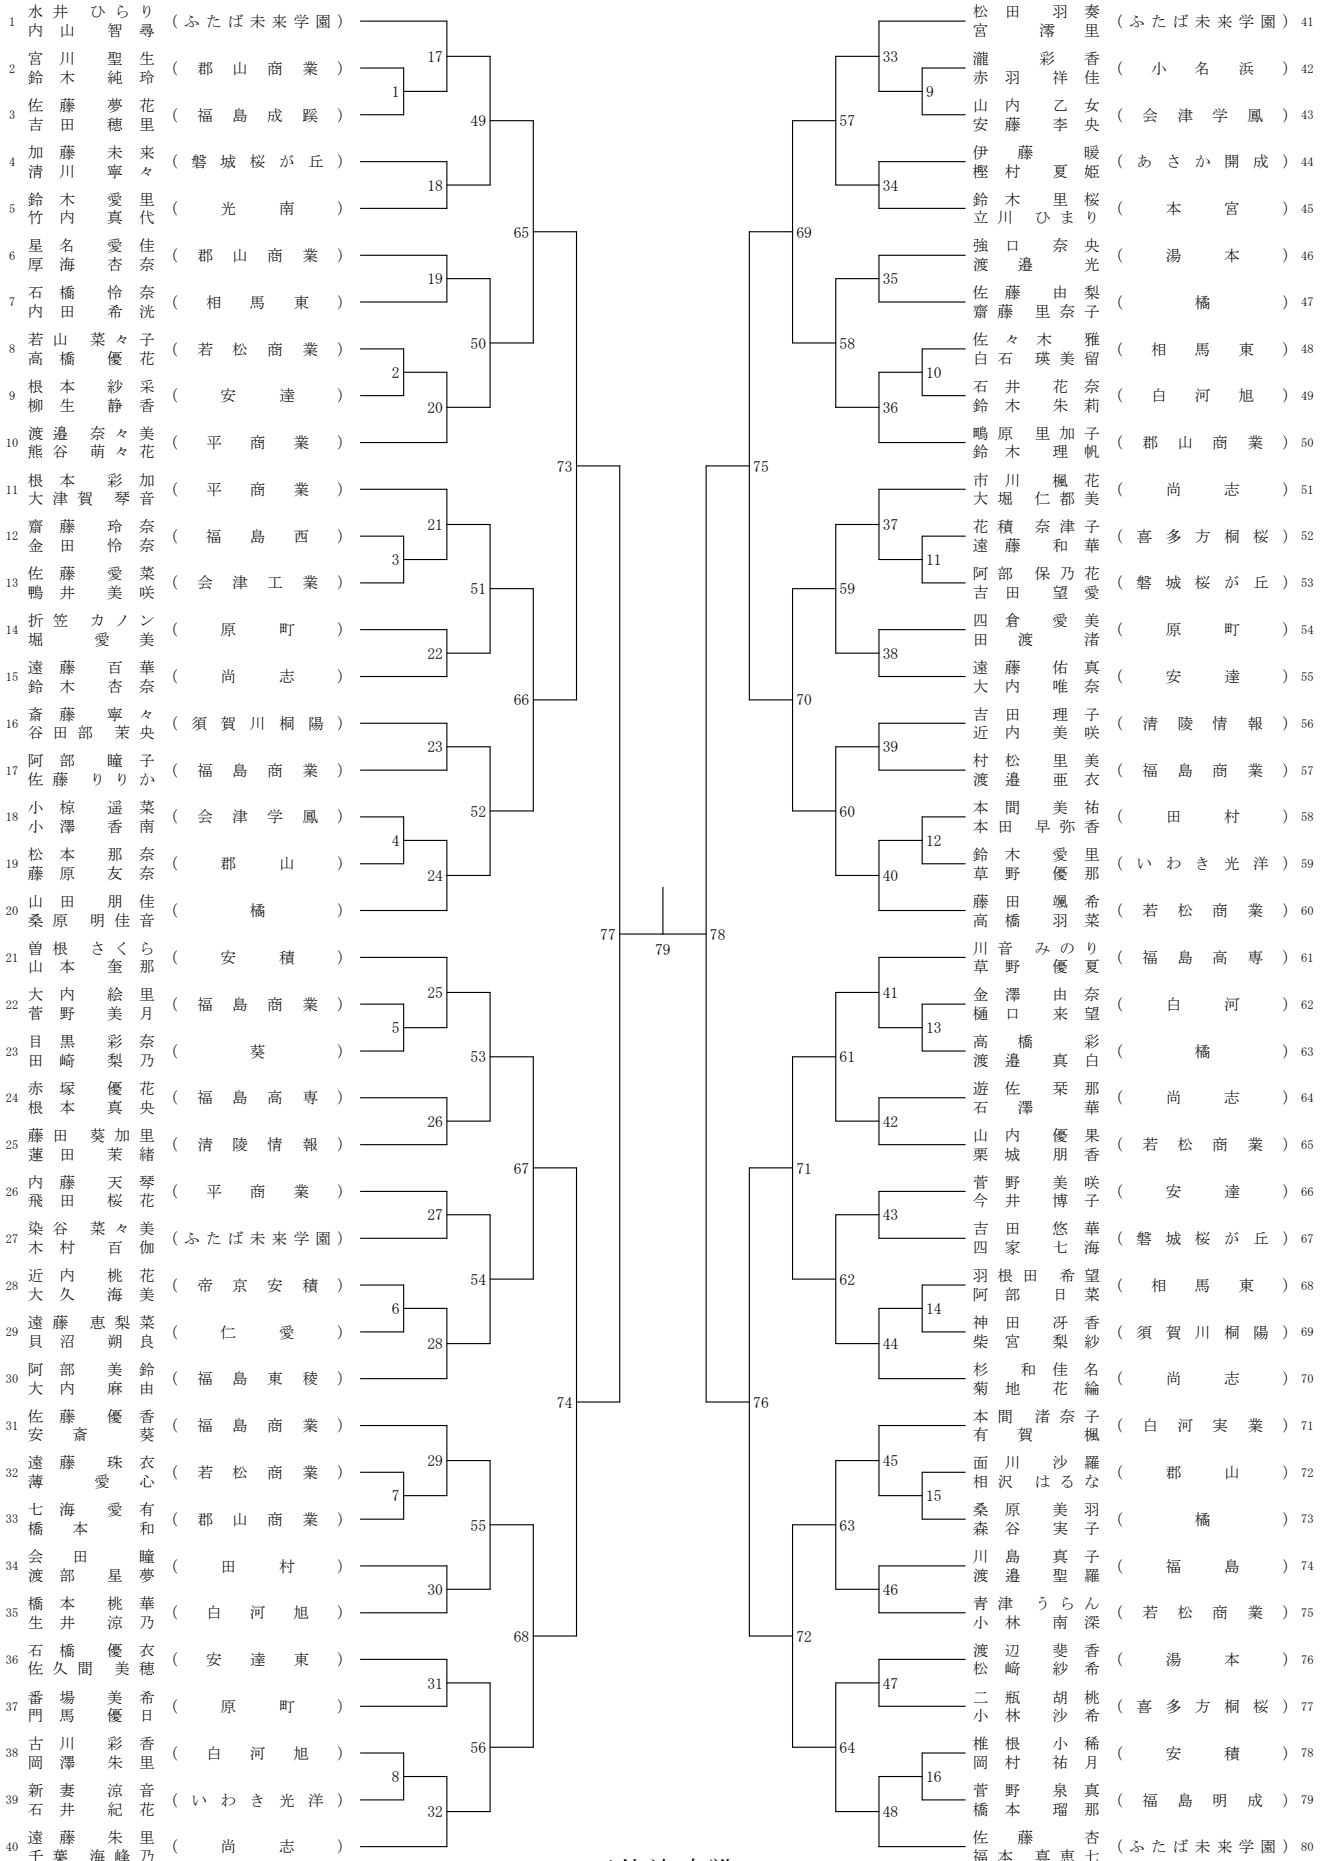 1 水井 ひらり 内山 智尋 (ふたば未来学園)
2 宮川 聖生 鈴木 純玲 (郡山商業)
3 佐藤 夢花 吉田 穂里 (福島成蹊)
4 加藤 未来 清川 寧々 (磐城桜が丘)
5 鈴木 愛里 竹内 真代 (光南)
6 星名 愛佳 厚海 杏奈 (郡山商業)
7 石橋 怜奈 内田 希洸 (相馬東)
8 若山 菜々子 高橋 優花 (若松商業)
9 根本 紗采 柳生 静香 (安達)
10 渡邉 奈々美 熊谷 萌々花 (平商業)
11 根本 彩加 大津賀 琴音 (平商業)
12 齋藤 玲奈 金田 怜奈 (福島西)
13 佐藤 愛菜 鴨井 美咲 (会津工業)
14 折笠 カノン 堀 愛美 (原町)
15 遠藤 百華 鈴木 杏奈 (尚志)
16 斎藤 寧々 谷田部 茉央 (須賀川桐陽)
17 阿部 瞳子 佐藤 りりか (福島商業)
18 小椋 遥菜 小澤 香南 (会津学鳳)
19 松本 那奈 藤原 友奈 (郡山)
20 山田 朋佳 桑原 明佳音 (橘)
21 曽根 さくら 山本 奎那 (安積)
22 大内 絵里 菅野 美月 (福島商業)
23 目黒 彩奈 田崎 梨乃 (葵)
24 赤塚 優花 根本 真央 (福島高専)
25 藤田 葵加里 蓮田 茉緒 (清陵情報)
26 内藤 天琴 飛田 桜花 (平商業)
27 染谷 菜々美 木村 百伽 (ふたば未来学園)
28 近内 桃花 大久 海美 (帝京安積)
29 遠藤 恵梨菜 貝沼 朔良 (仁愛)
30 阿部 美鈴 大内 麻由 (福島東稜)
31 佐藤 優香 安斎 葵 (福島商業)
32 遠藤 珠衣 薄 愛心 (若松商業)
33 七海 愛有 橋本 和 (郡山商業)
34 会田 瞳 渡部 星夢 (田村)
35 橋本 桃華 生井 涼乃 (白河旭)
36 石橋 優衣 佐久間 美穂 (安達東)
37 番場 美希 門馬 優日 (原町)
38 古川 彩香 岡澤 朱里 (白河旭)
39 新妻 涼音 石井 紀花 (いわき光洋)
40 遠藤 朱里 千葉 海峰乃 (尚志)
17
1
49
18
65
19
50
2
20
73
21
3
51
22
66
23
52
4
24
77
25
5
53
26
67
27
54
6
28
74
29
7
55
30
68
31
56
8
32
79
78
33
9
57
34
69
35
58
10
36
75
37
11
59
38
70
39
60
12
40
41
13
61
42
71
43
62
14
44
76
45
15
63
46
72
47
64
16
48
松田 羽奏 宮 澪里 (ふたば未来学園) 41
瀧 彩香 赤羽 祥佳 (小名浜) 42
山内 乙女 安藤 李央 (会津学鳳) 43
伊藤 暖 樫村 夏姫 (あさか開成) 44
鈴木 里桜 立川 ひまり (本宮) 45
強口 奈央 渡邉 光 (湯本) 46
佐藤 由梨 齋藤 里奈子 (橘) 47
佐々木 雅 白石 瑛美留 (相馬東) 48
石井 花奈 鈴木 朱莉 (白河旭) 49
鴫原 里加子 鈴木 理帆 (郡山商業) 50
市川 楓花 大堀 仁都美 (尚志) 51
花積 奈津子 遠藤 和華 (喜多方桐桜) 52
阿部 保乃花 吉田 望愛 (磐城桜が丘) 53
四倉 愛美 田渡 渚 (原町) 54
遠藤 佑真 大内 唯奈 (安達) 55
吉田 理子 近内 美咲 (清陵情報) 56
村松 里美 渡邉 亜衣 (福島商業) 57
本間 美祐 本田 早弥香 (田村) 58
鈴木 愛里 草野 優那 (いわき光洋) 59
藤田 颯希 高橋 羽菜 (若松商業) 60
川音 みのり 草野 優夏 (福島高専) 61
金澤 由奈 樋口 来望 (白河) 62
高橋 彩 渡邉 真白 (橘) 63
遊佐 栞那 石澤 華 (尚志) 64
山内 優果 栗城 朋香 (若松商業) 65
菅野 美咲 今井 博子 (安達) 66
吉田 悠華 四家 七海 (磐城桜が丘) 67
羽根田 希望 阿部 日菜 (相馬東) 68
神田 冴香 柴宮 梨紗 (須賀川桐陽) 69
杉 和佳名 菊地 花綸 (尚志) 70
本間 渚奈子 有賀 楓 (白河実業) 71
面川 沙羅 相沢 はるな (郡山) 72
桑原 美羽 森谷 実子 (橘) 73
川島 真子 渡邉 聖羅 (福島) 74
青津 うらん 小林 南深 (若松商業) 75
渡辺 斐香 松﨑 紗希 (湯本) 76
二瓶 胡桃 小林 沙希 (喜多方桐桜) 77
椎根 小稀 岡村 祐月 (安積) 78
菅野 泉真 橋本 瑠那 (福島明成) 79
佐藤 杏 福本 真恵七 (ふたば未来学園) 80